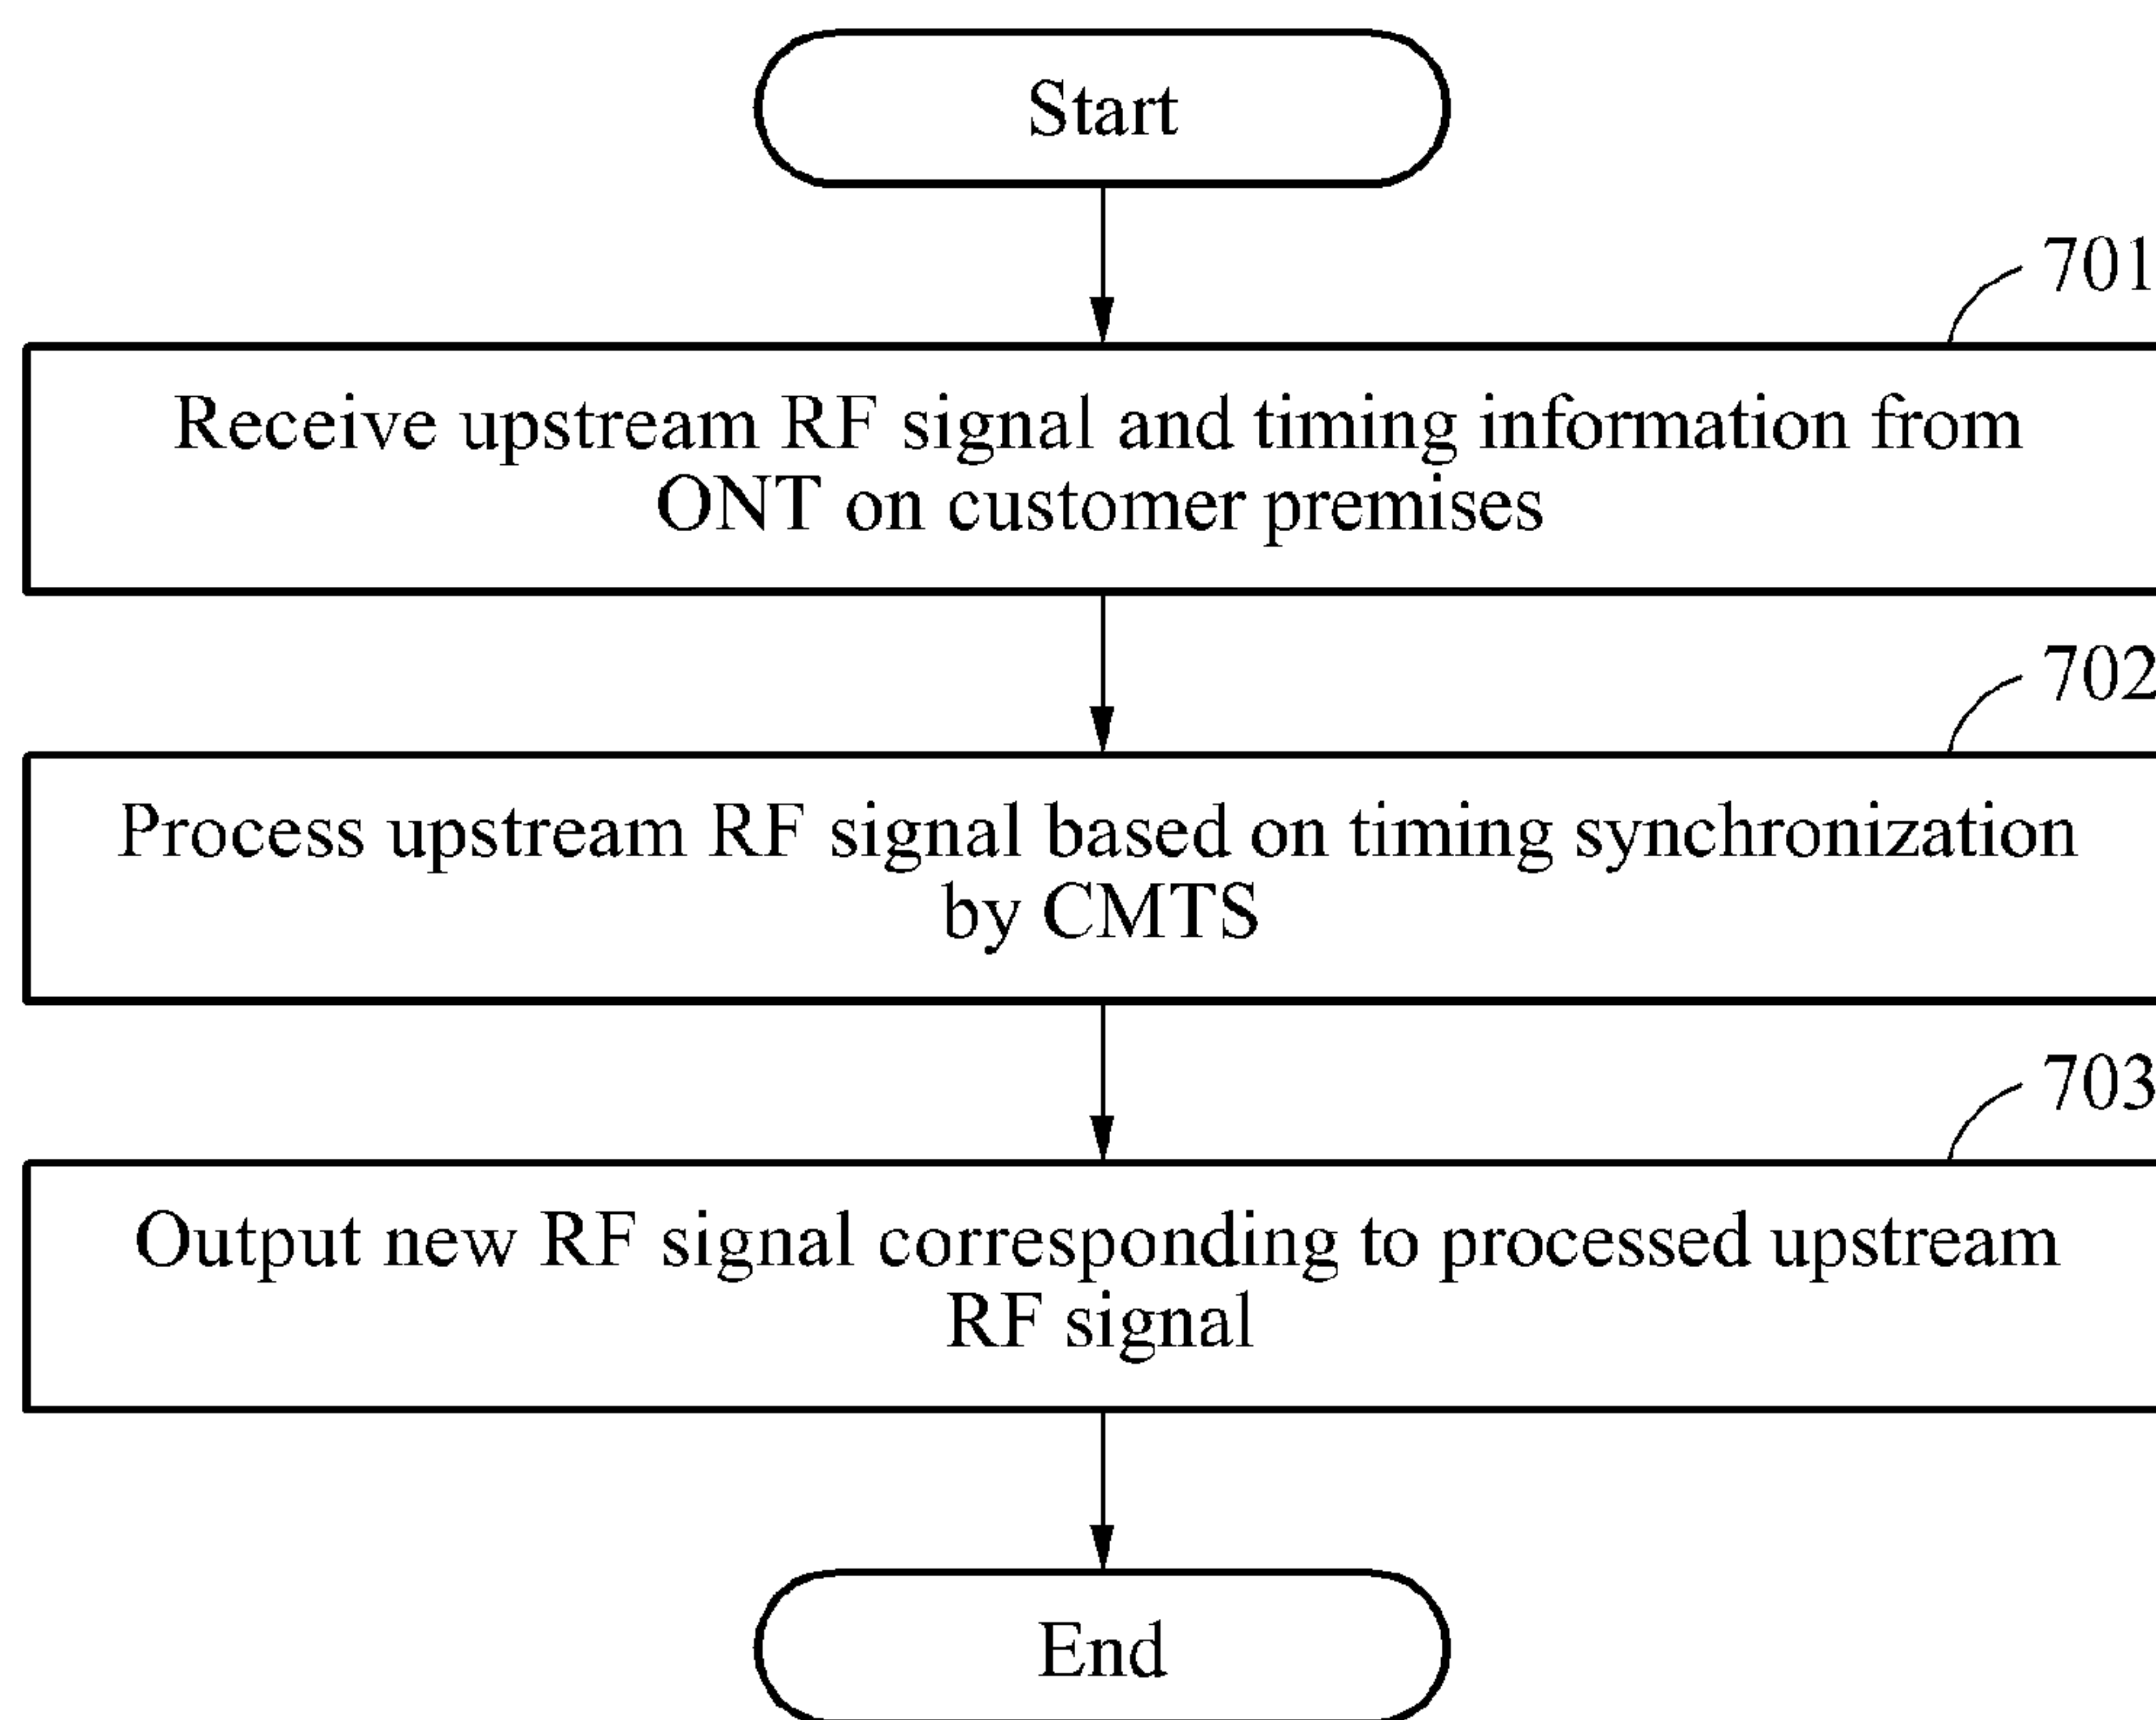 Start
701
Receive upstream RF signal and timing information from
ONT on customer premises
702
Process upstream RF signal based on timing synchronization
by CMTS
703
Output new RF signal corresponding to processed upstream
RF signal
End